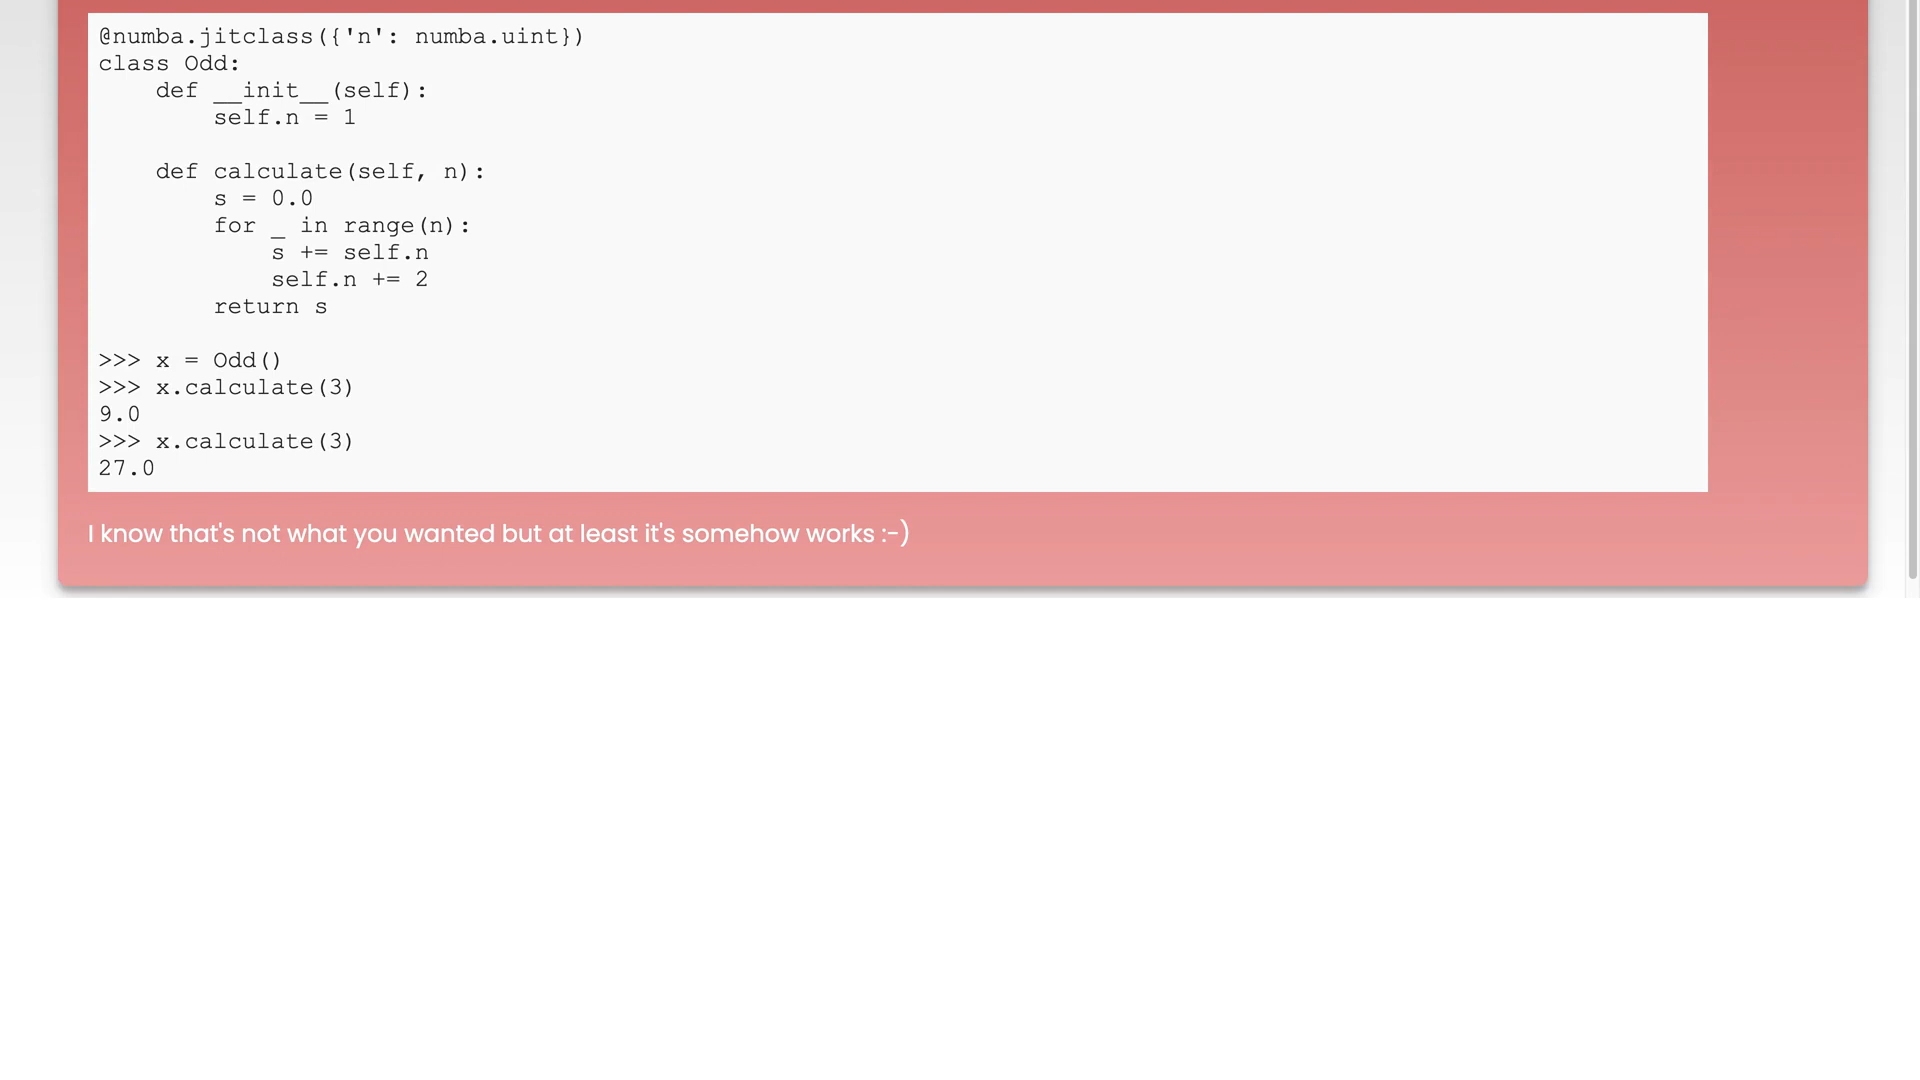 @numba.jitclass({'n': numba.uint})
class Odd:
    def __init__(self):
        self.n = 1

    def calculate(self, n):
        s = 0.0
        for _ in range(n):
            s += self.n
            self.n += 2
        return s

>>> x = Odd()
>>> x.calculate(3)
9.0
>>> x.calculate(3)
27.0
I know that's not what you wanted but at least it's somehow works :-)